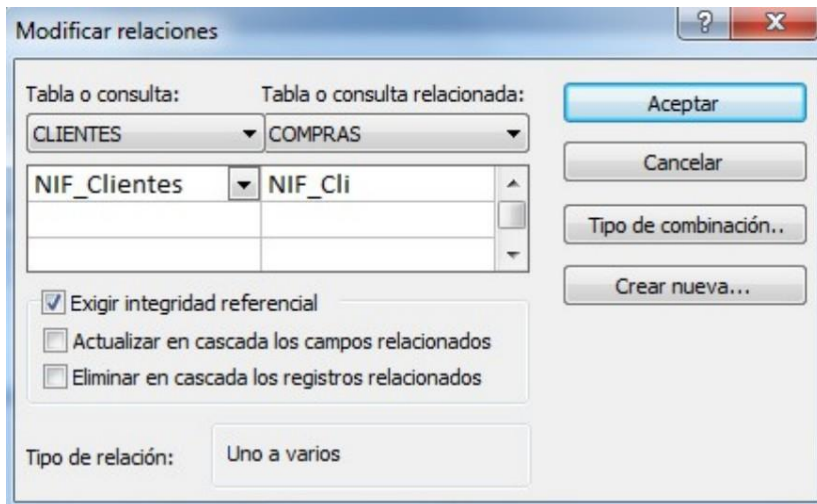 Modificar relaciones
Tabla o consulta: Tabla o consulta relacionada:
CLIENTES COMPRAS
NIF_Clientes NIF_Cli
Exigir integridad referencial
Actualizar en cascada los campos relacionados
Eliminar en cascada los registros relacionados
Tipo de relación: Uno a varios
Aceptar
Cancelar
Tipo de combinación..
Crear nueva...